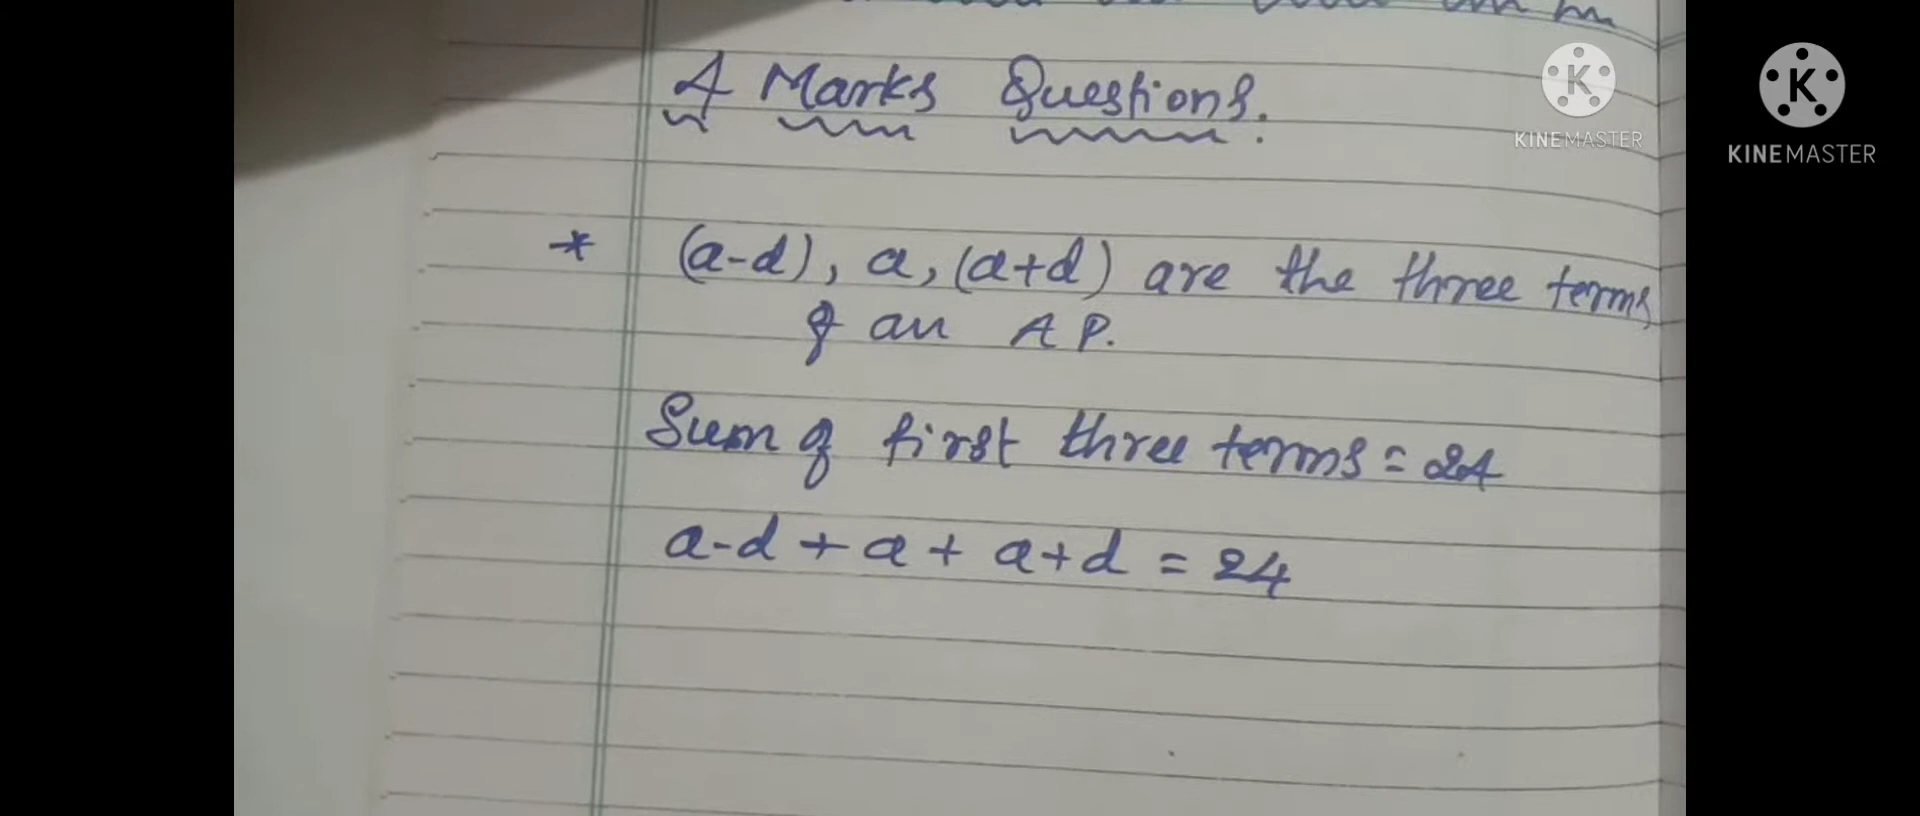 4 Marks Questions.
* (a-d), a, (a+d) are the three terms
of an AP.
Sum of first three terms = 24
a-d + a + a+d = 24
KINEMASTER
KINEMASTER